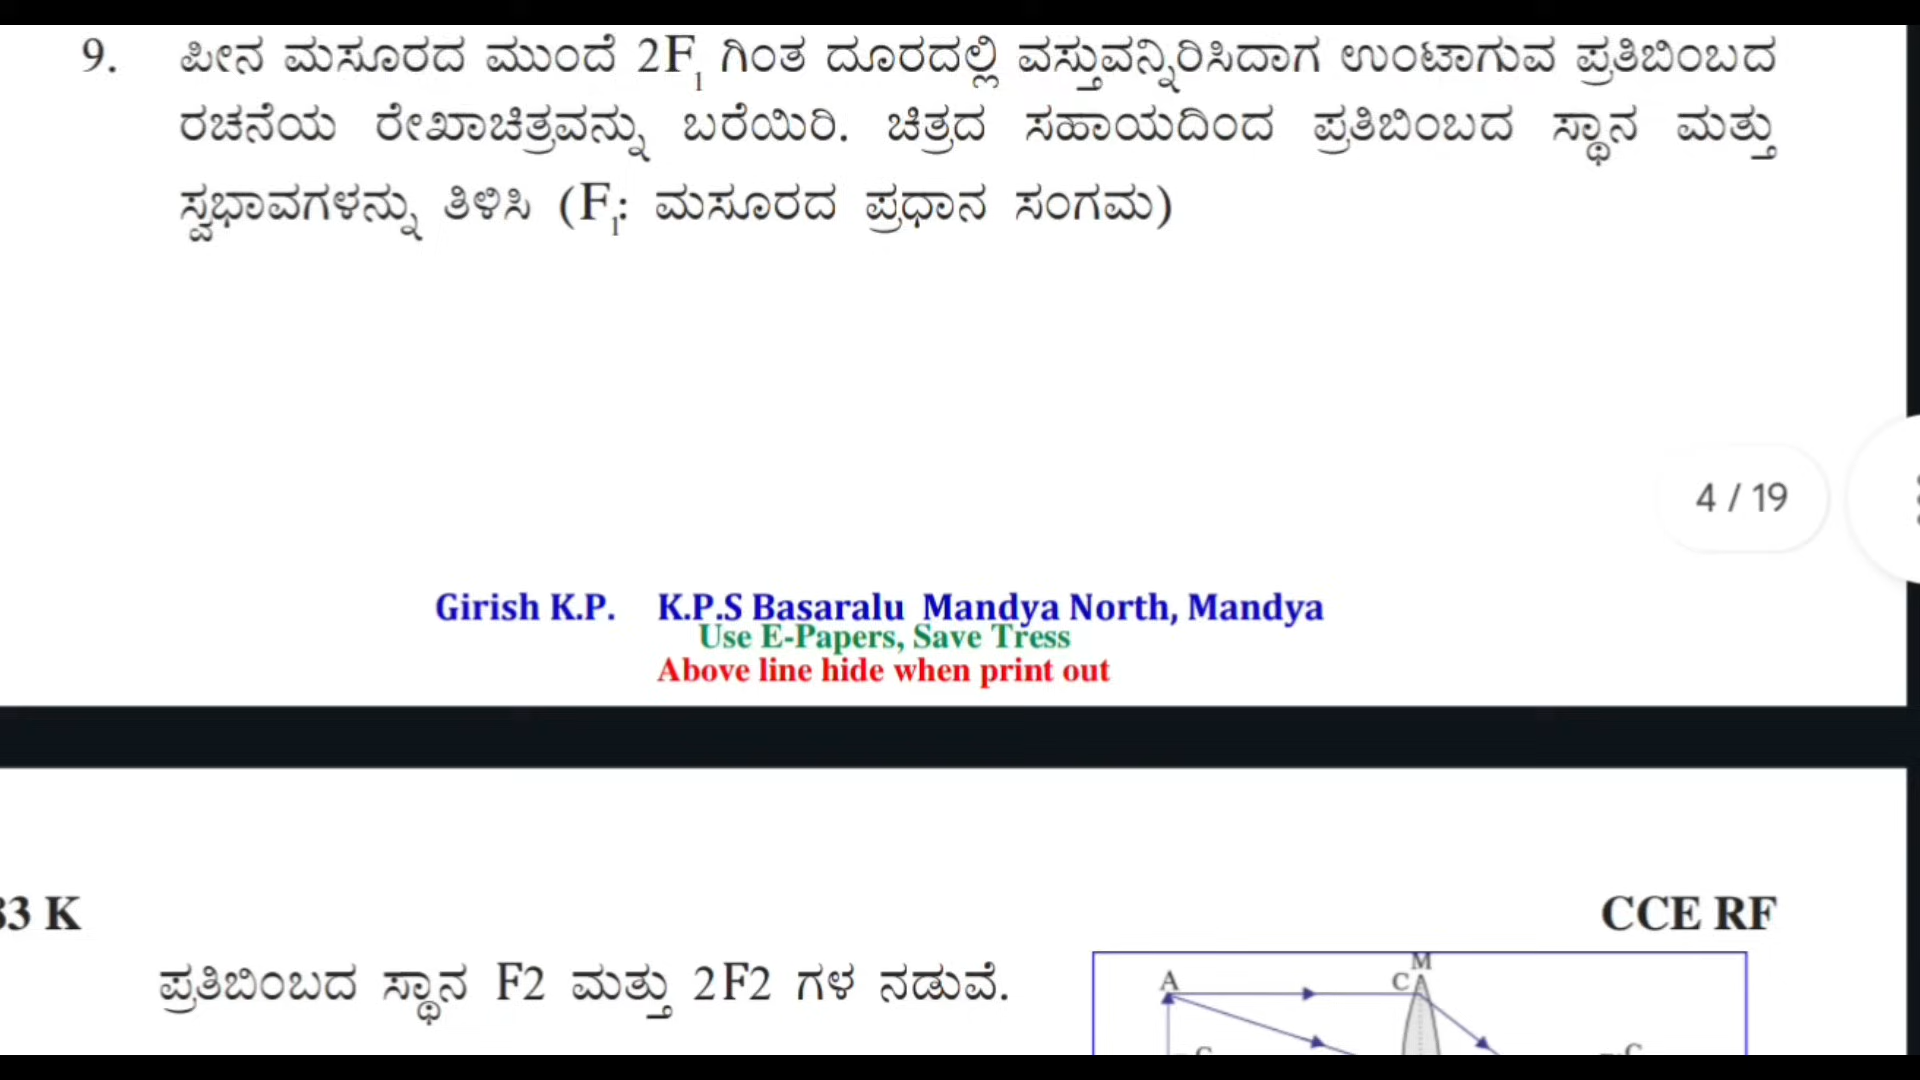 9. ಪೀನ ಮಸೂರದ ಮುಂದೆ 2F1 ಗಿಂತ ದೂರದಲ್ಲಿ ವಸ್ತುವನ್ನಿರಿಸಿದಾಗ ಉಂಟಾಗುವ ಪ್ರತಿಬಿಂಬದ
ರಚನೆಯ ರೇಖಾಚಿತ್ರವನ್ನು ಬರೆಯಿರಿ. ಚಿತ್ರದ ಸಹಾಯದಿಂದ ಪ್ರತಿಬಿಂಬದ ಸ್ಥಾನ ಮತ್ತು
ಸ್ವಭಾವಗಳನ್ನು ತಿಳಿಸಿ (F1: ಮಸೂರದ ಪ್ರಧಾನ ಸಂಗಮ)
4 / 19
Girish K.P. K.P.S Basaralu Mandya North, Mandya
Use E-Papers, Save Tress
Above line hide when print out
33 K CCE RF
ಪ್ರತಿಬಿಂಬದ ಸ್ಥಾನ F2 ಮತ್ತು 2F2 ಗಳ ನಡುವೆ.
M
A C